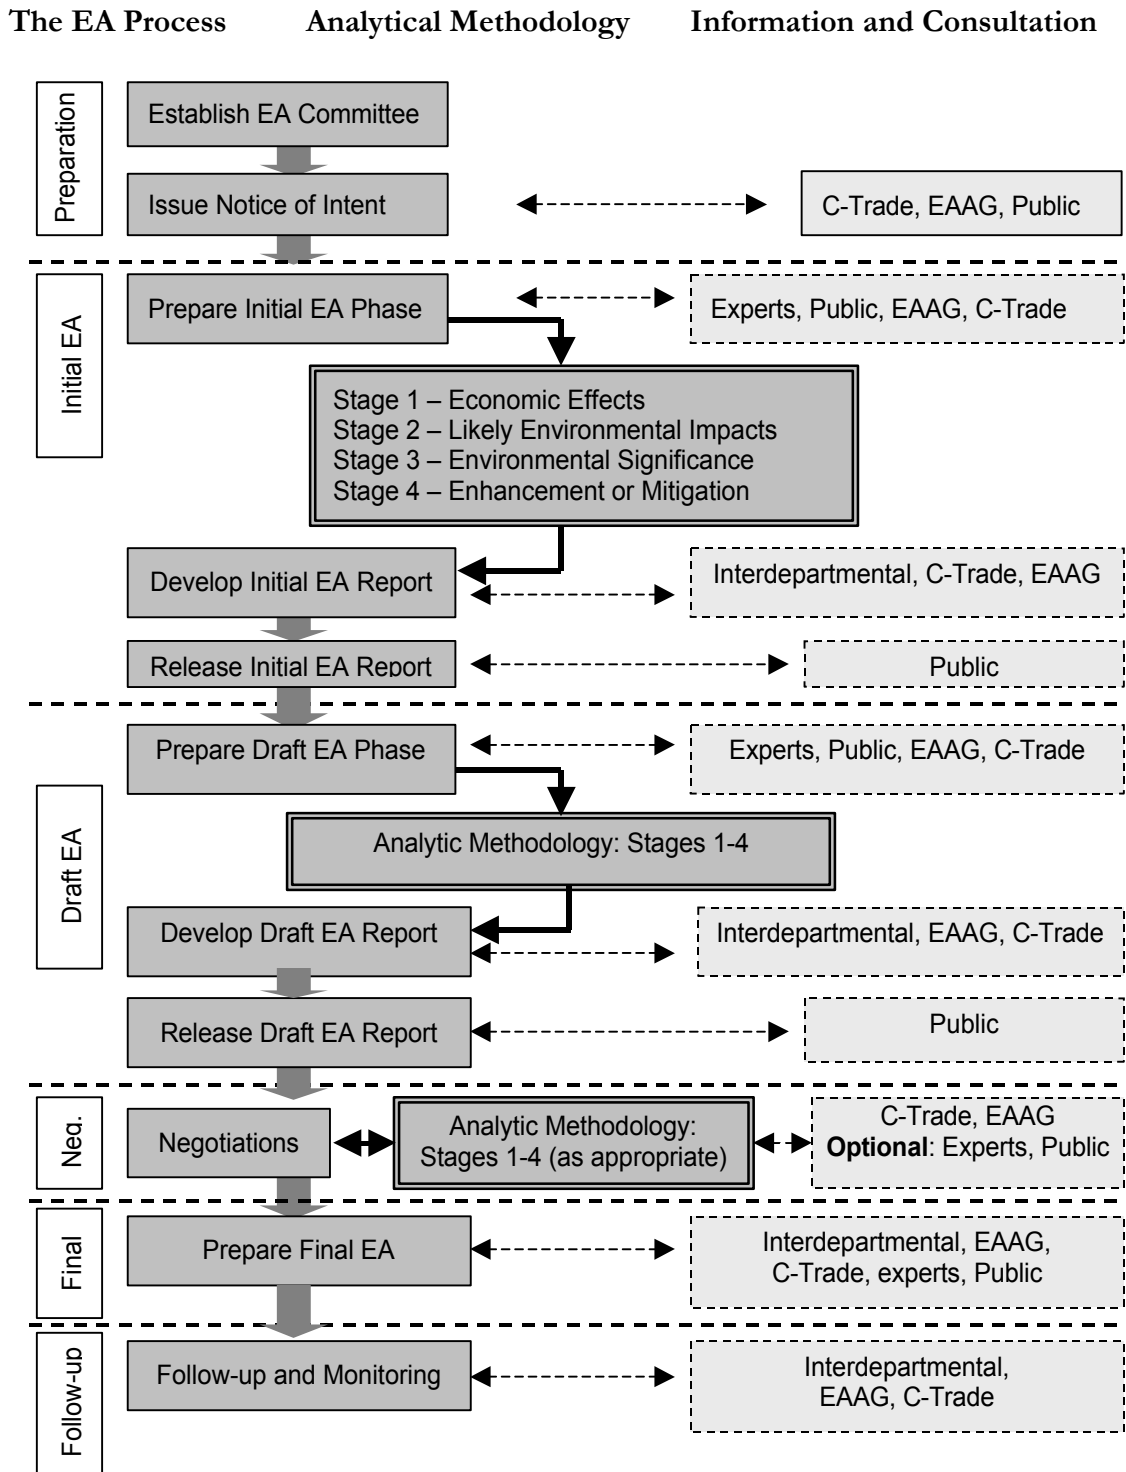 The EA Process Analytical Methodology Information and Consultation
Preparation
Establish EA Committee
Issue Notice of Intent
C-Trade, EAAG, Public
Initial EA
Prepare Initial EA Phase
Experts, Public, EAAG, C-Trade
Stage 1 – Economic Effects
Stage 2 – Likely Environmental Impacts
Stage 3 – Environmental Significance
Stage 4 – Enhancement or Mitigation
Develop Initial EA Report
Interdepartmental, C-Trade, EAAG
Release Initial EA Report
Public
Draft EA
Prepare Draft EA Phase
Experts, Public, EAAG, C-Trade
Analytic Methodology: Stages 1-4
Develop Draft EA Report
Interdepartmental, EAAG, C-Trade
Release Draft EA Report
Public
Neg.
Negotiations
Analytic Methodology:
Stages 1-4 (as appropriate)
C-Trade, EAAG
Optional: Experts, Public
Final
Prepare Final EA
Interdepartmental, EAAG,
C-Trade, experts, Public
Follow-up
Follow-up and Monitoring
Interdepartmental,
EAAG, C-Trade